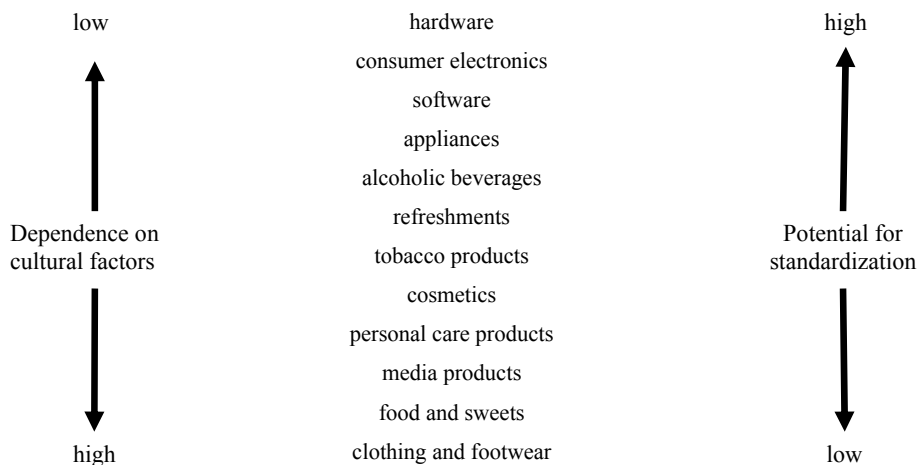 low
hardware
high
consumer electronics
software
appliances
alcoholic beverages
refreshments
Dependence on
cultural factors
Potential for
standardization
tobacco products
cosmetics
personal care products
media products
food and sweets
high
clothing and footwear
low